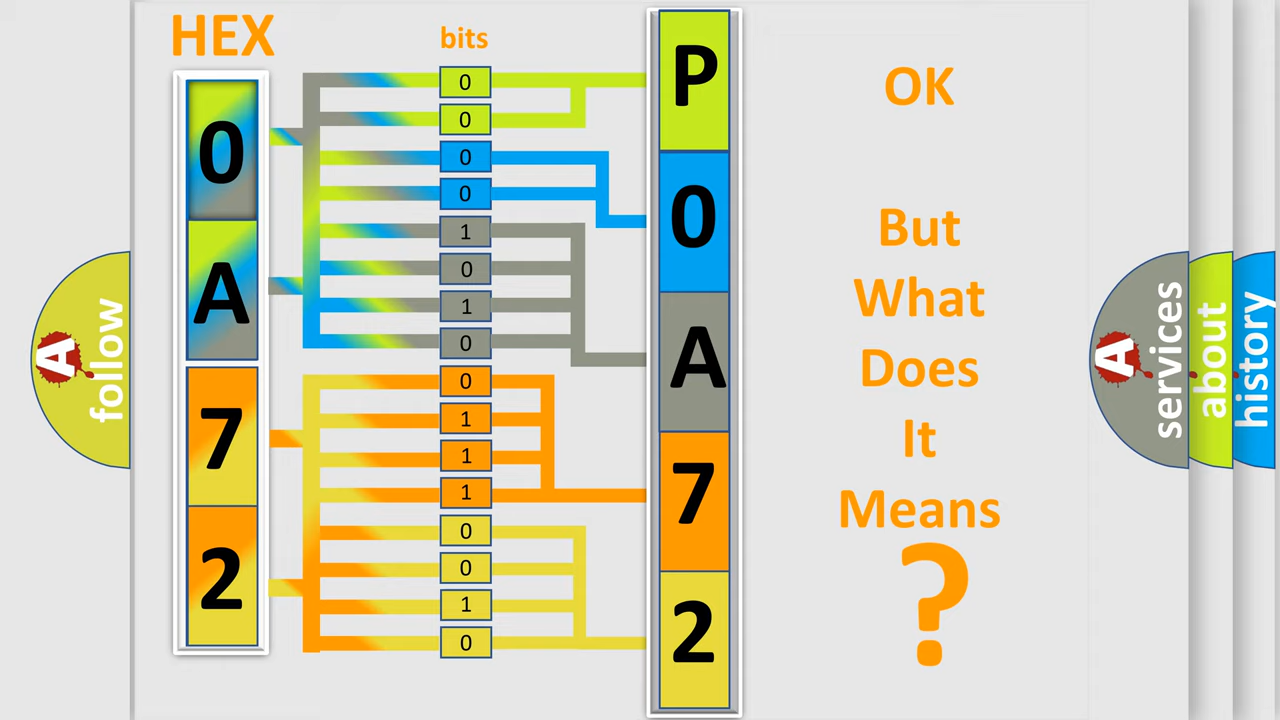 HEX
bits
0
A
7
2
0
0
0
0
1
0
1
0
0
1
1
1
0
0
1
0
P
0
A
7
2
OK
But
What
Does
It
Means
?
A
follow
A
services
about
history